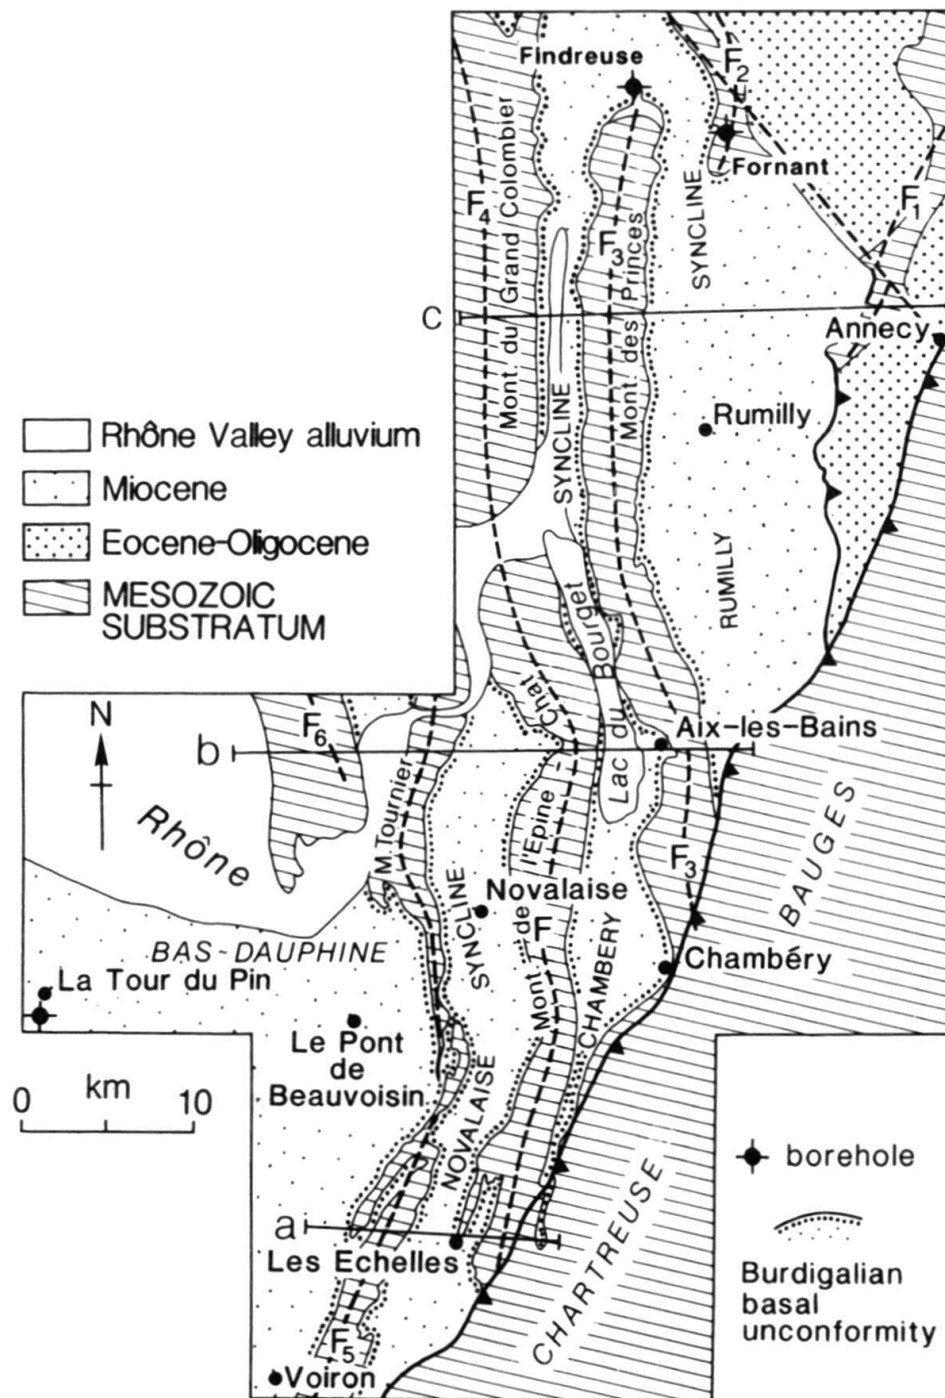 Findreuse
F2
Fornant
F1
F4
Mont. du Grand Colombier
F3
Mont. des Princes
SYNCLINE
c
Annecy
Rumilly
SYNCLINE
RUMILLY
Rhône Valley alluvium
Miocene
Eocene-Oligocene
MESOZOIC
SUBSTRATUM
N
b
F6
Rhône
M. Tournier
Chat
Lac du Bourget
Aix-les-Bains
BAUGES
F3
l'Epine
Mont de
F
Novalaise
SYNCLINE
NOVALAISE
CHAMBERY
Chambéry
BAS-DAUPHINE
La Tour du Pin
Le Pont
de
Beauvoisin
km
0 10
a
Les Echelles
CHARTREUSE
F5
Voiron
borehole
Burdigalian
basal
unconformity